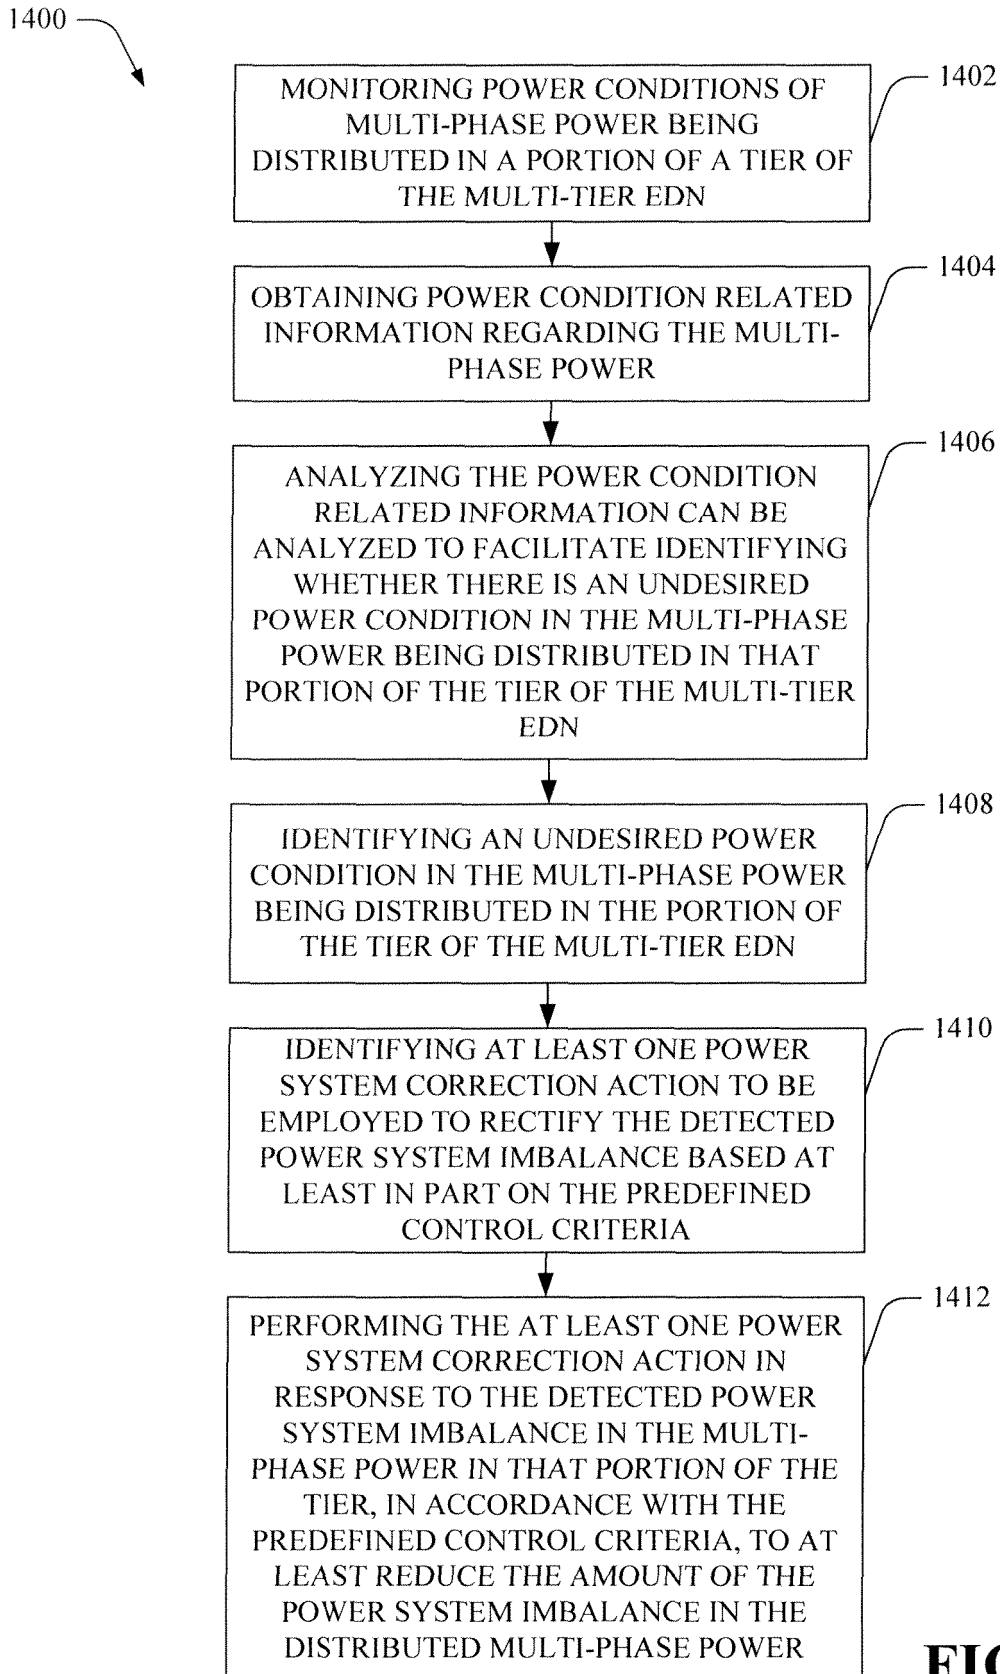 1400
MONITORING POWER CONDITIONS OF
MULTI-PHASE POWER BEING
DISTRIBUTED IN A PORTION OF A TIER OF
THE MULTI-TIER EDN
1402
OBTAINING POWER CONDITION RELATED
INFORMATION REGARDING THE MULTI-
PHASE POWER
1404
ANALYZING THE POWER CONDITION
RELATED INFORMATION CAN BE
ANALYZED TO FACILITATE IDENTIFYING
WHETHER THERE IS AN UNDESIRED
POWER CONDITION IN THE MULTI-PHASE
POWER BEING DISTRIBUTED IN THAT
PORTION OF THE TIER OF THE MULTI-TIER
EDN
1406
IDENTIFYING AN UNDESIRED POWER
CONDITION IN THE MULTI-PHASE POWER
BEING DISTRIBUTED IN THE PORTION OF
THE TIER OF THE MULTI-TIER EDN
1408
IDENTIFYING AT LEAST ONE POWER
SYSTEM CORRECTION ACTION TO BE
EMPLOYED TO RECTIFY THE DETECTED
POWER SYSTEM IMBALANCE BASED AT
LEAST IN PART ON THE PREDEFINED
CONTROL CRITERIA
1410
PERFORMING THE AT LEAST ONE POWER
SYSTEM CORRECTION ACTION IN
RESPONSE TO THE DETECTED POWER
SYSTEM IMBALANCE IN THE MULTI-
PHASE POWER IN THAT PORTION OF THE
TIER, IN ACCORDANCE WITH THE
PREDEFINED CONTROL CRITERIA, TO AT
LEAST REDUCE THE AMOUNT OF THE
POWER SYSTEM IMBALANCE IN THE
DISTRIBUTED MULTI-PHASE POWER
1412